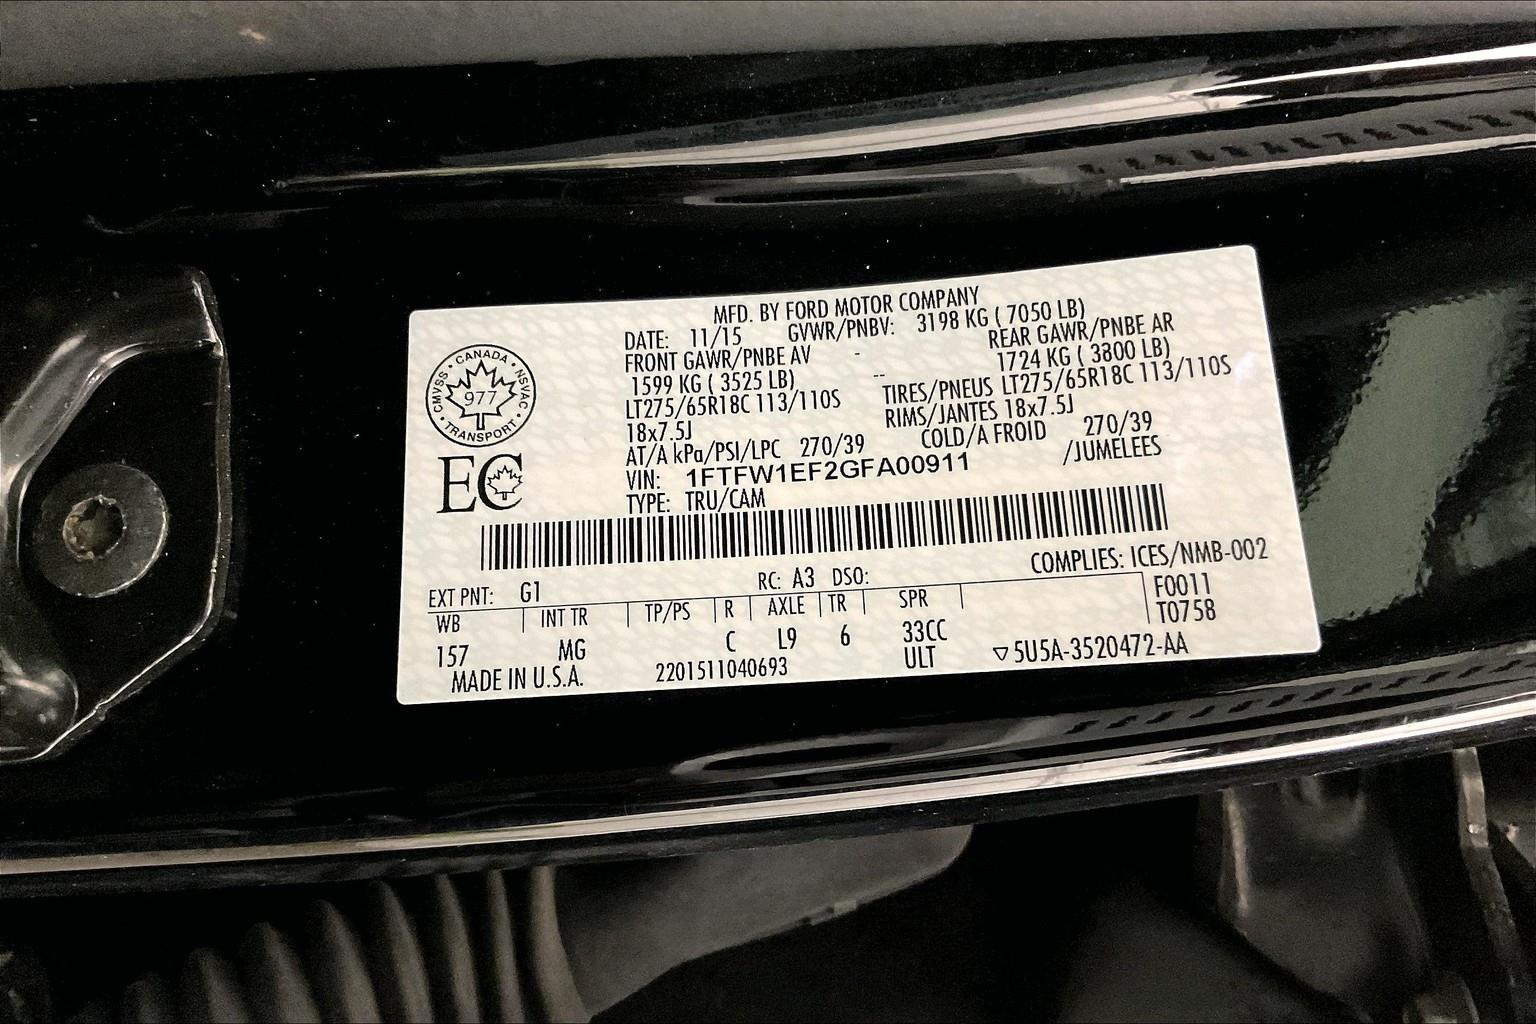 MFD. BY FORD MOTOR COMPANY
DATE: 11/15 GVWR/PNBV: 3198 KG ( 7050 LB)
FRONT GAWR/PNBE AV - REAR GAWR/PNBE AR
1599 KG ( 3525 LB) -- 1724 KG ( 3800 LB)
LT275/65R18C 113/110S TIRES/PNEUS LT275/65R18C 113/110S
18x7.5J RIMS/JANTES 18x7.5J
AT/A kPa/PSI/LPC 270/39 COLD/A FROID 270/39
VIN: 1FTFW1EF2GFA00911 /JUMELEES
TYPE: TRU/CAM
CANADA
CMVSS NSVAC
977
TRANSPORT
EC
COMPLIES: ICES/NMB-002
EXT PNT: G1 RC: A3 DSO: F0011
WB INT TR TP/PS R AXLE TR SPR T0758
157 MG C L9 6 33CC
MADE IN U.S.A. 2201511040693 ULT ▽5U5A-3520472-AA